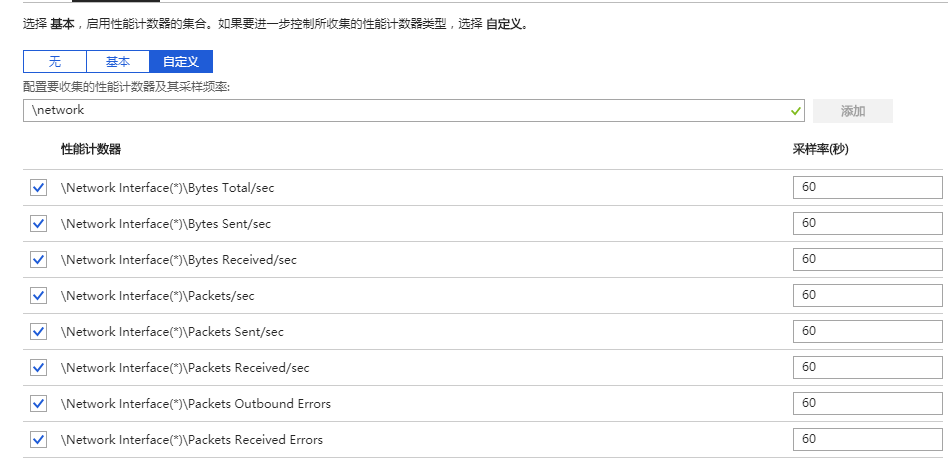 选择 基本，启用性能计数器的集合。如果要进一步控制所收集的性能计数器类型，选择 自定义。
无 基本 自定义
配置要收集的性能计数器及其采样频率:
\network 添加
性能计数器 采样率(秒)
\Network Interface(*)\Bytes Total/sec 60
\Network Interface(*)\Bytes Sent/sec 60
\Network Interface(*)\Bytes Received/sec 60
\Network Interface(*)\Packets/sec 60
\Network Interface(*)\Packets Sent/sec 60
\Network Interface(*)\Packets Received/sec 60
\Network Interface(*)\Packets Outbound Errors 60
\Network Interface(*)\Packets Received Errors 60